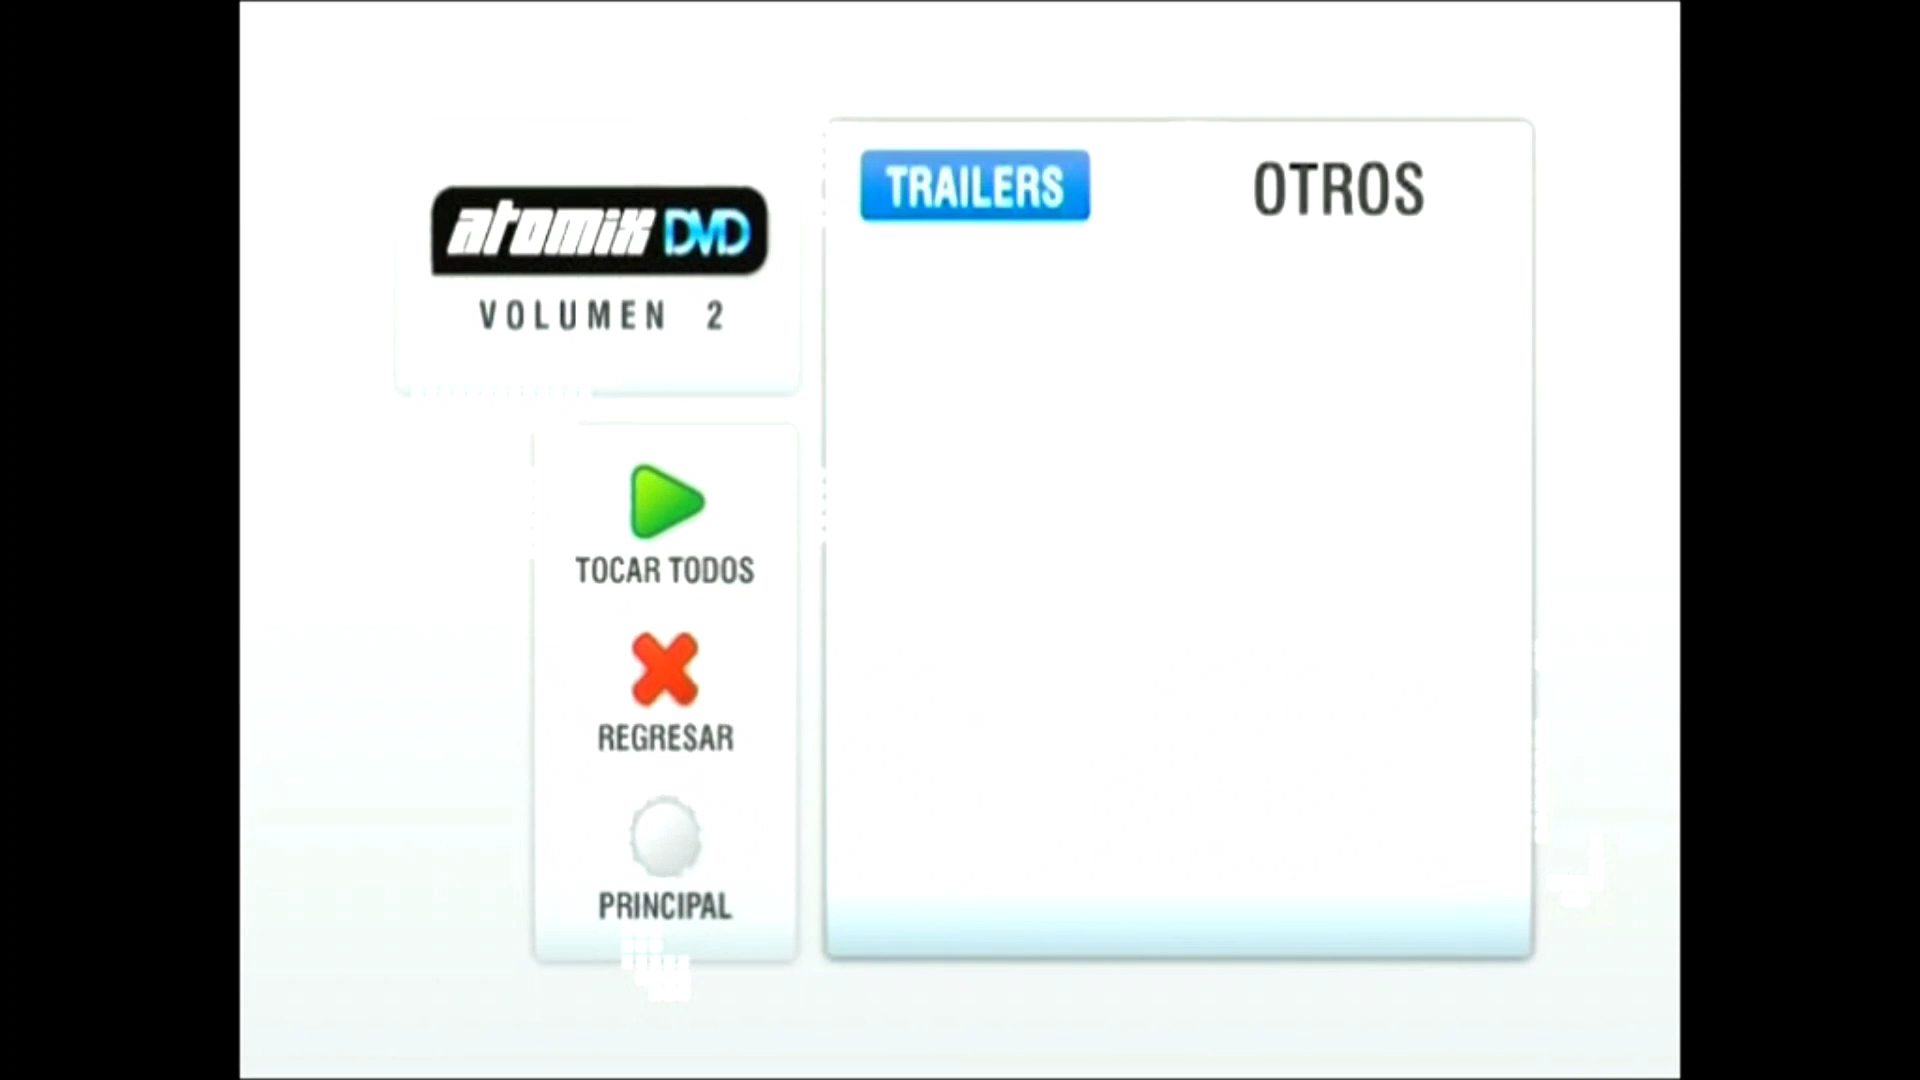 atomix DVD
VOLUMEN 2
TOCAR TODOS
REGRESAR
PRINCIPAL
TRAILERS
OTROS